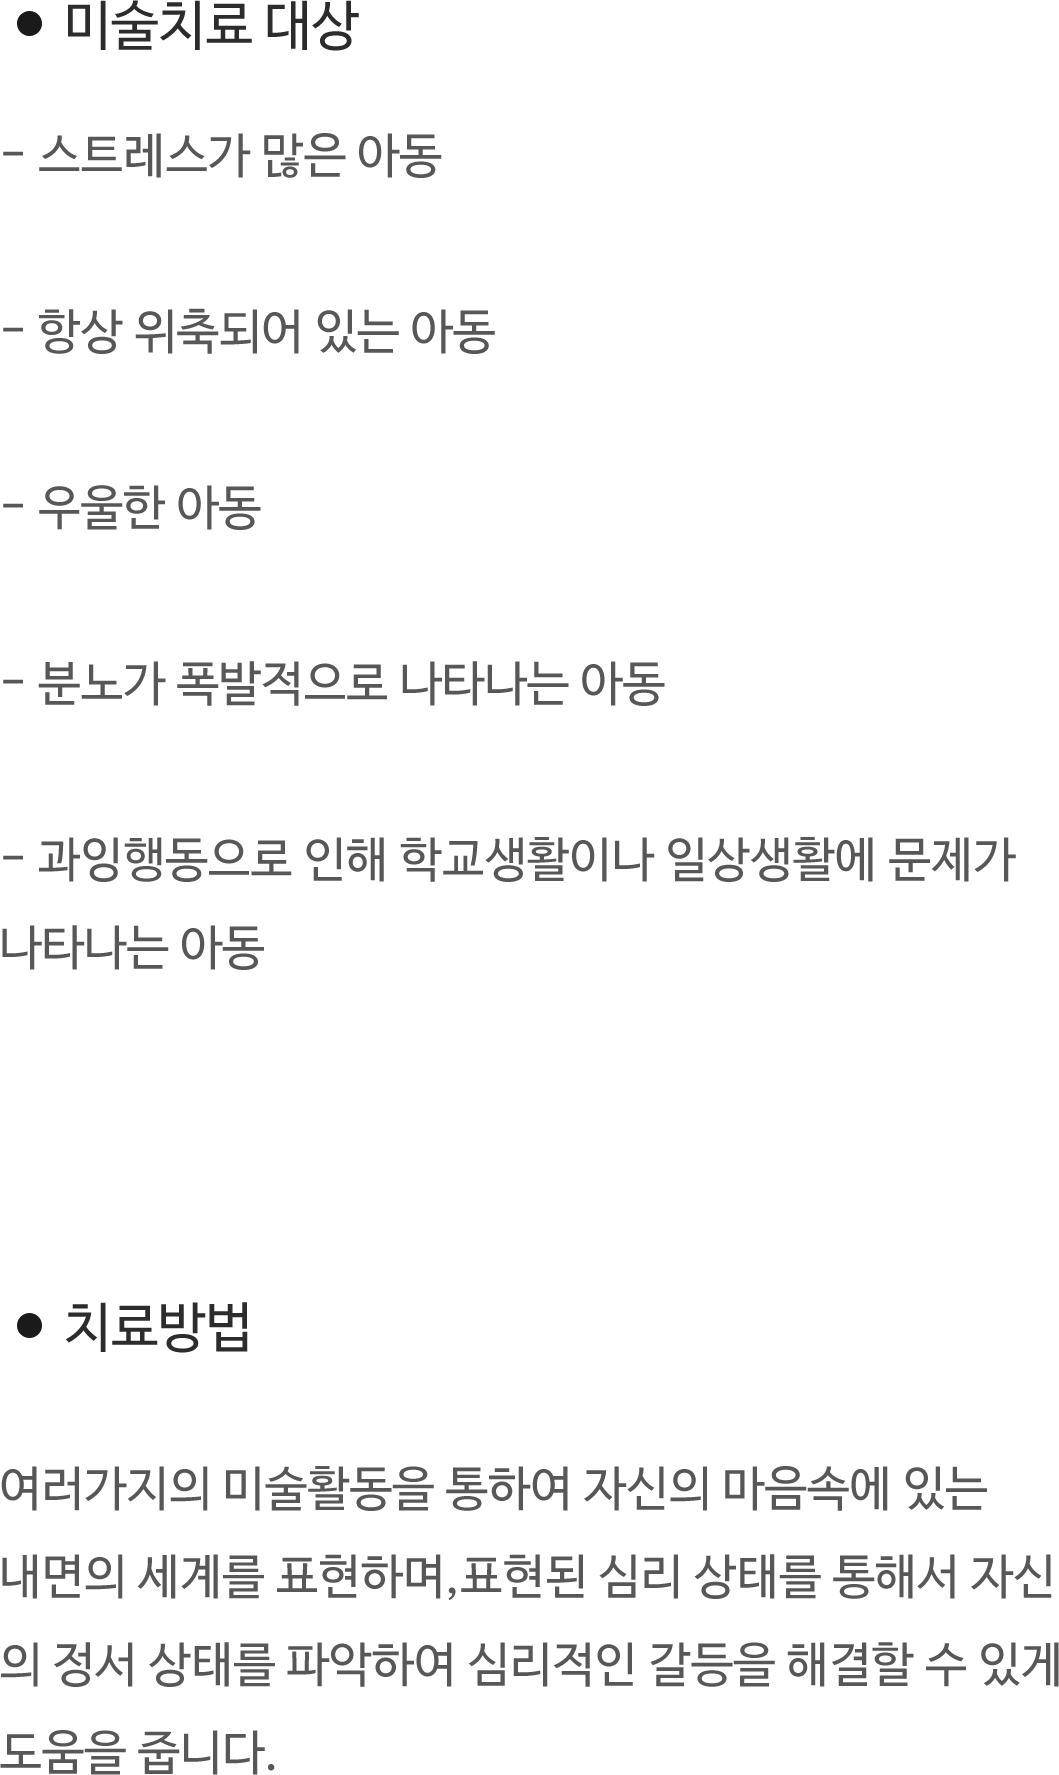 ● 미술치료 대상
- 스트레스가 많은 아동
- 항상 위축되어 있는 아동
- 우울한 아동
- 분노가 폭발적으로 나타나는 아동
- 과잉행동으로 인해 학교생활이나 일상생활에 문제가
나타나는 아동
● 치료방법
여러가지의 미술활동을 통하여 자신의 마음속에 있는
내면의 세계를 표현하며,표현된 심리 상태를 통해서 자신
의 정서 상태를 파악하여 심리적인 갈등을 해결할 수 있게
도움을 줍니다.